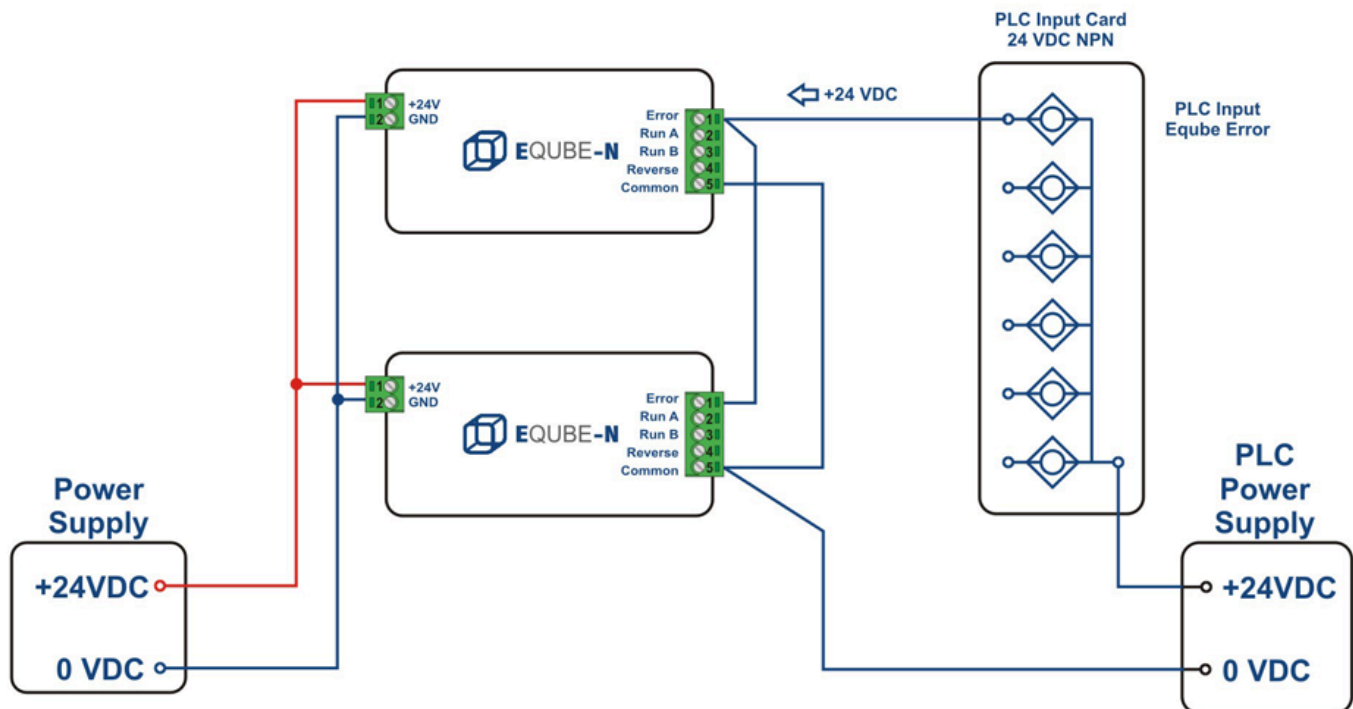 PLC Input Card
24 VDC NPN
PLC Input
Eqube Error
+24 VDC
1 +24V
2 GND
EQUBE-N
Error 1
Run A 2
Run B 3
Reverse 4
Common 5
1 +24V
2 GND
EQUBE-N
Error 1
Run A 2
Run B 3
Reverse 4
Common 5
Power
Supply
+24VDC
0 VDC
PLC
Power
Supply
+24VDC
0 VDC